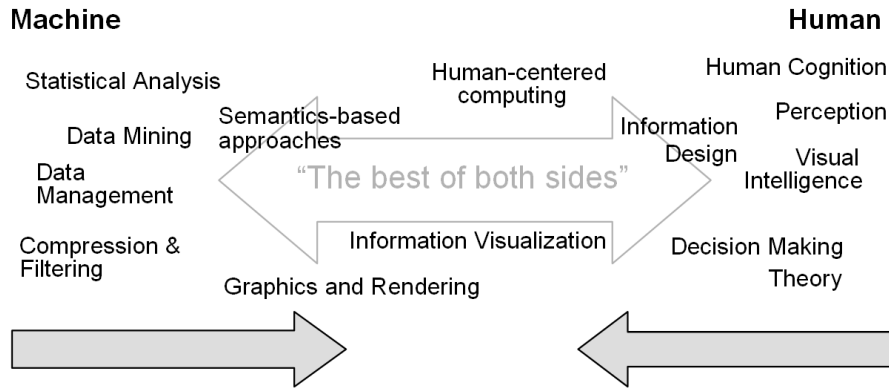 Machine
Human
Statistical Analysis
Human-centered
computing
Human Cognition
Semantics-based
approaches
Data Mining
Information
Design
Perception
Data
Management
“The best of both sides”
Visual
Intelligence
Compression &
Filtering
Information Visualization
Decision Making
Theory
Graphics and Rendering